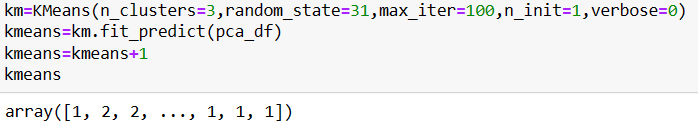 km=KMeans(n_clusters=3,random_state=31,max_iter=100,n_init=1,verbose=0)
kmeans=km.fit_predict(pca_df)
kmeans=kmeans+1
kmeans
array([1, 2, 2, ..., 1, 1, 1])